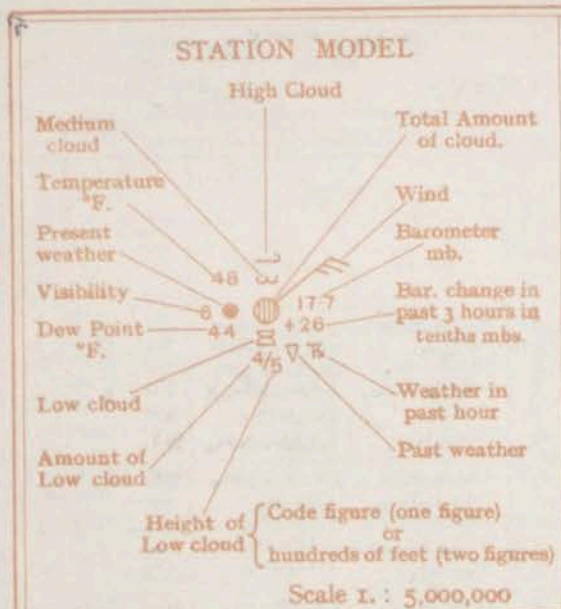 STATION MODEL
High Cloud
Medium
cloud
Total Amount
of cloud.
Temperature
°F.
Wind
Present
weather
Barometer
mb.
48
Visibility
6
17.7
Bar. change in
past 3 hours in
tenths mbs.
Dew Point
°F.
44
+26
4/5
Low cloud
Weather in
past hour
Amount of
Low cloud
Past weather
Height of
Low cloud
Code figure (one figure)
or
hundreds of feet (two figures)
Scale 1. : 5,000,000